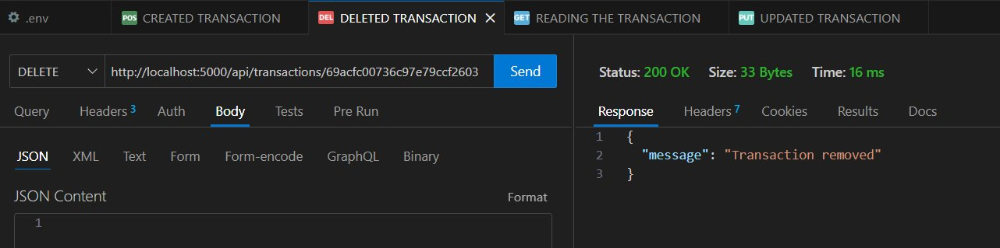 .env POS CREATED TRANSACTION DEL DELETED TRANSACTION GET READING THE TRANSACTION PUT UPDATED TRANSACTION
DELETE http://localhost:5000/api/transactions/69acfc00736c97e79ccf2603 Send
Query Headers 3 Auth Body Tests Pre Run
JSON XML Text Form Form-encode GraphQL Binary
JSON Content Format
1
Status: 200 OK Size: 33 Bytes Time: 16 ms
Response Headers 7 Cookies Results Docs
1 {
2 "message": "Transaction removed"
3 }